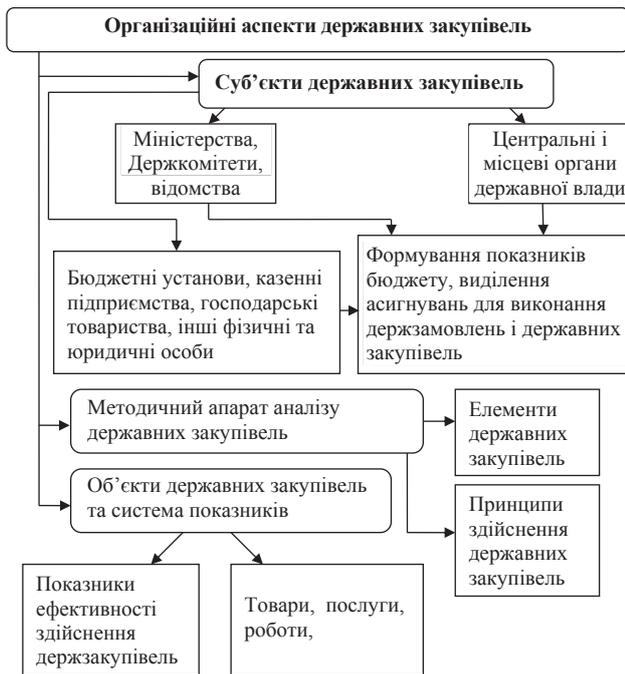 Організаційні аспекти державних закупівель
Суб’єкти державних закупівель
Міністерства,
Держкомітети,
відомства
Центральні і
місцеві органи
державної влади
Бюджетні установи, казенні
підприємства, господарські
товариства, інші фізичні та
юридичні особи
Формування показників
бюджету, виділення
асигнувань для виконання
держзамовлень і державних
закупівель
Методичний апарат аналізу
державних закупівель
Елементи
державних
закупівель
Об’єкти державних закупівель
та система показників
Принципи
здійснення
державних
закупівель
Показники
ефективності
здійснення
держзакупівель
Товари, послуги,
роботи,